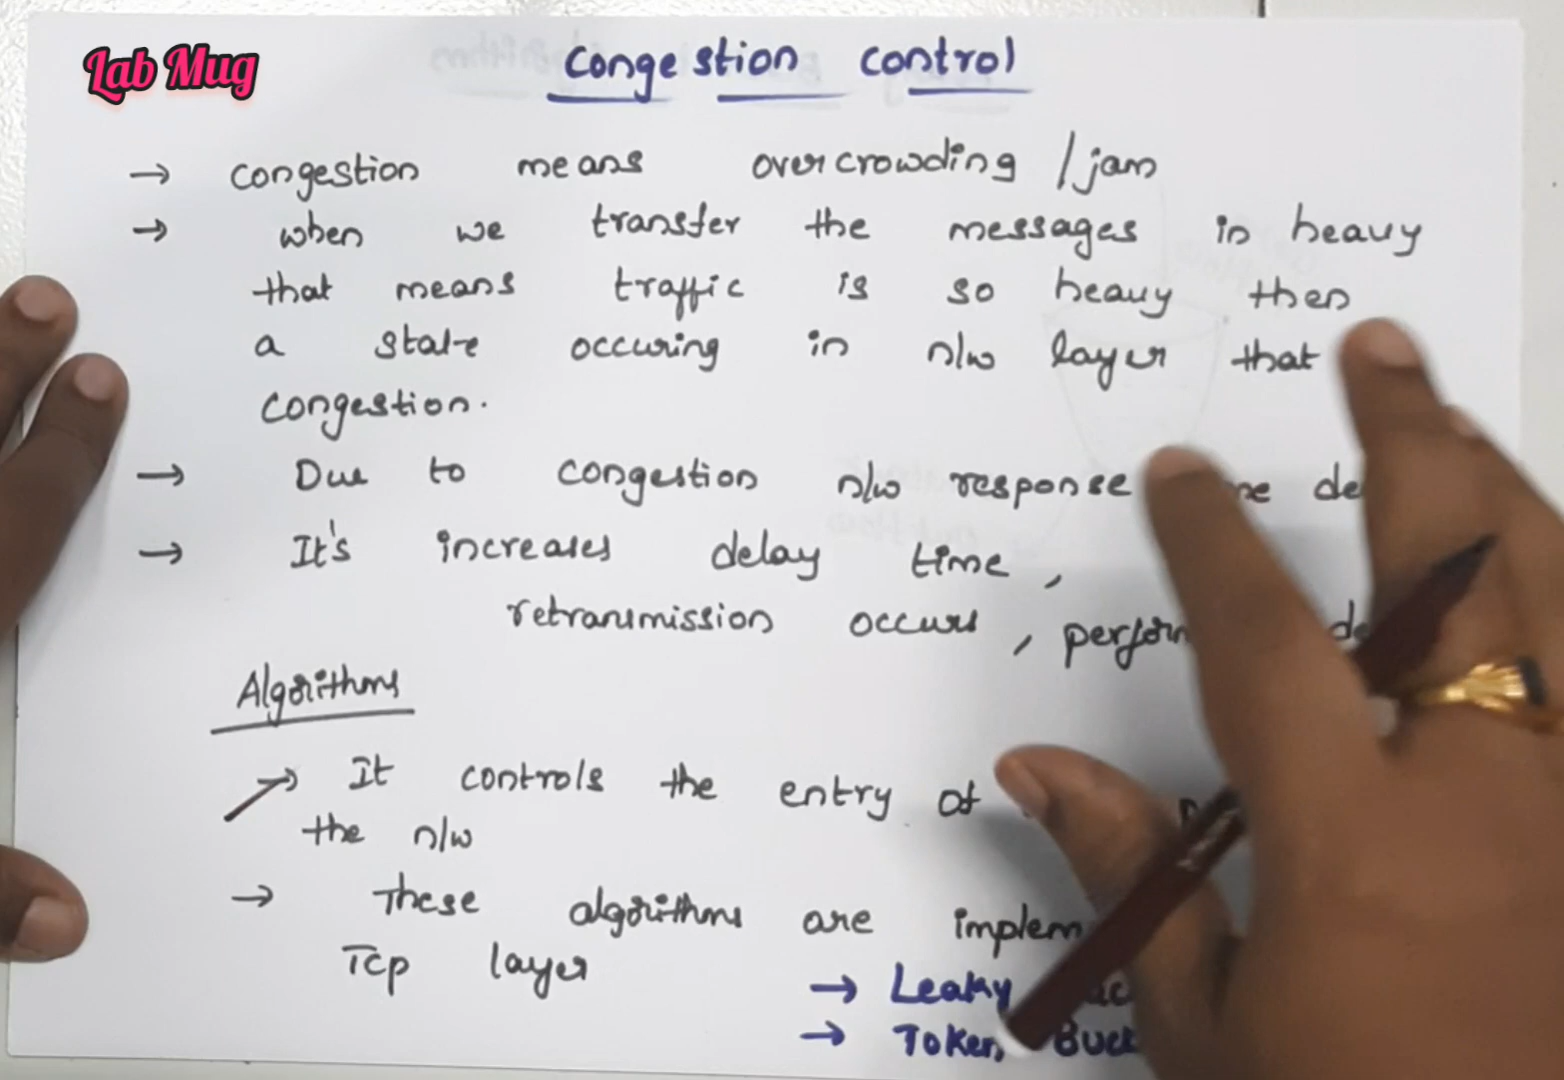 Lab Mug
Congestion control
→ congestion means overcrowding / jam
→ when we transfer the messages in heavy
that means traffic is so heavy then
a state occuring in n/w layer that
congestion.
→ Due to congestion n/w response
→ It's increases delay time,
retransmission occurs,
Algorithms
→ It controls the entry of
the n/w
→ These algorithms are
Tcp layer
→ Leaky
→ Token